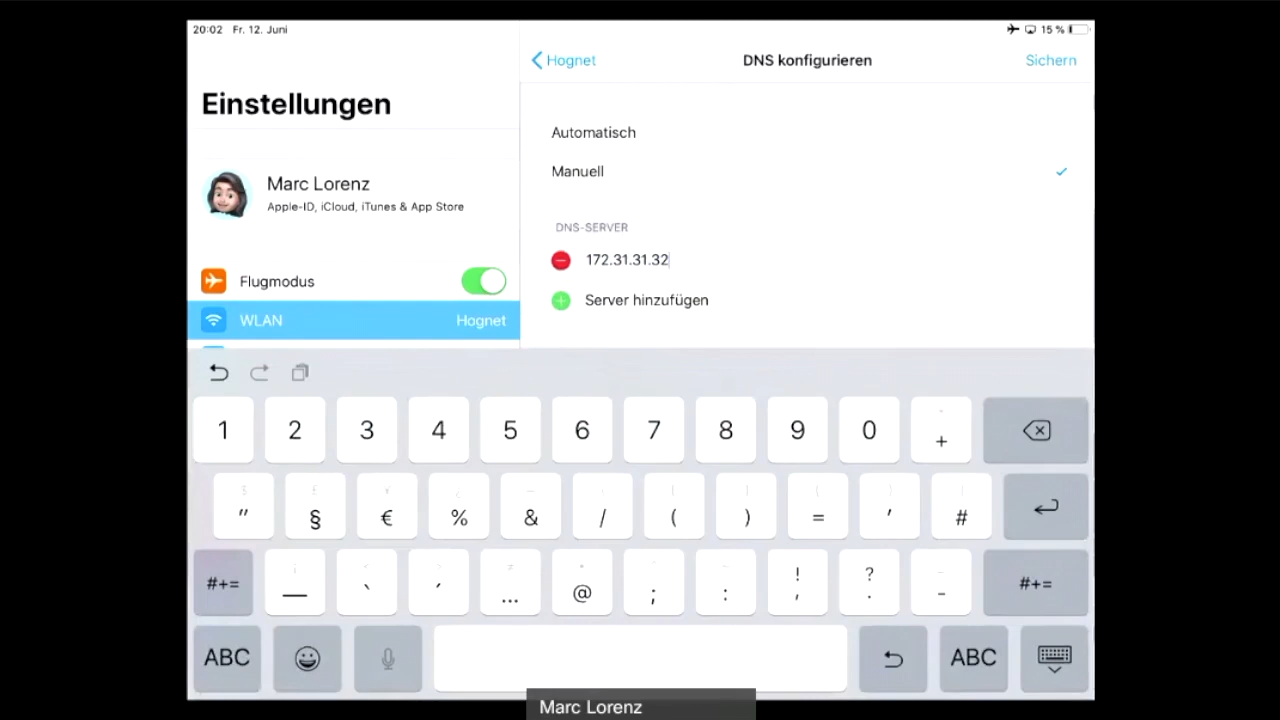 20:02 Fr. 12. Juni
15 %
Einstellungen
Marc Lorenz
Apple-ID, iCloud, iTunes & App Store
Flugmodus
WLAN Hognet
Hognet DNS konfigurieren Sichern
Automatisch
Manuell
DNS-SERVER
172.31.31.32
Server hinzufügen
1 2 3 4 5 6 7 8 9 0 +
" § € % & / ( ) = ' #
#+= _ ` ´ ... @ ; : ! , ? . - #+=
ABC ABC
Marc Lorenz